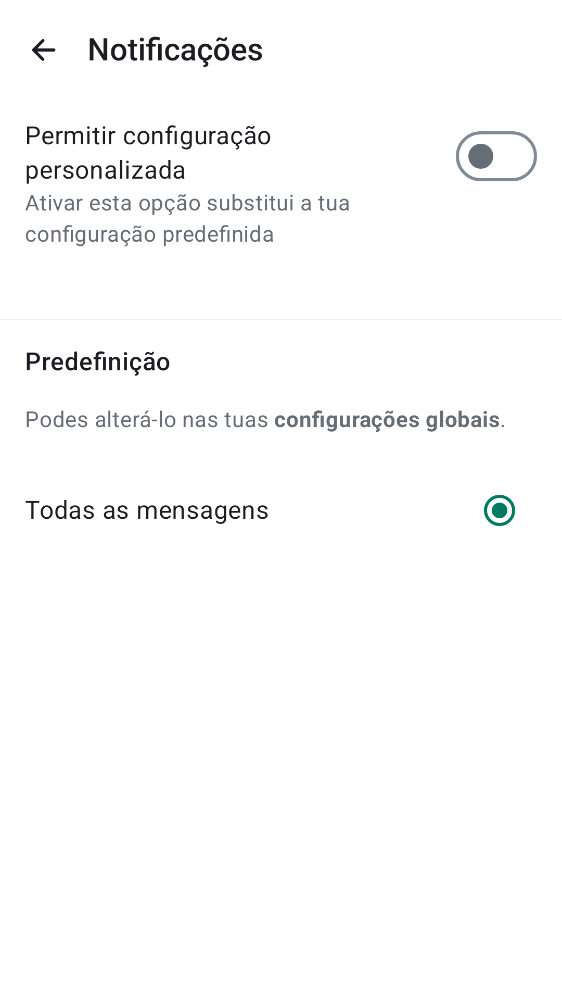 Notificações
Permitir configuração
personalizada
Ativar esta opção substitui a tua
configuração predefinida
Predefinição
Podes alterá-lo nas tuas configurações globais.
Todas as mensagens